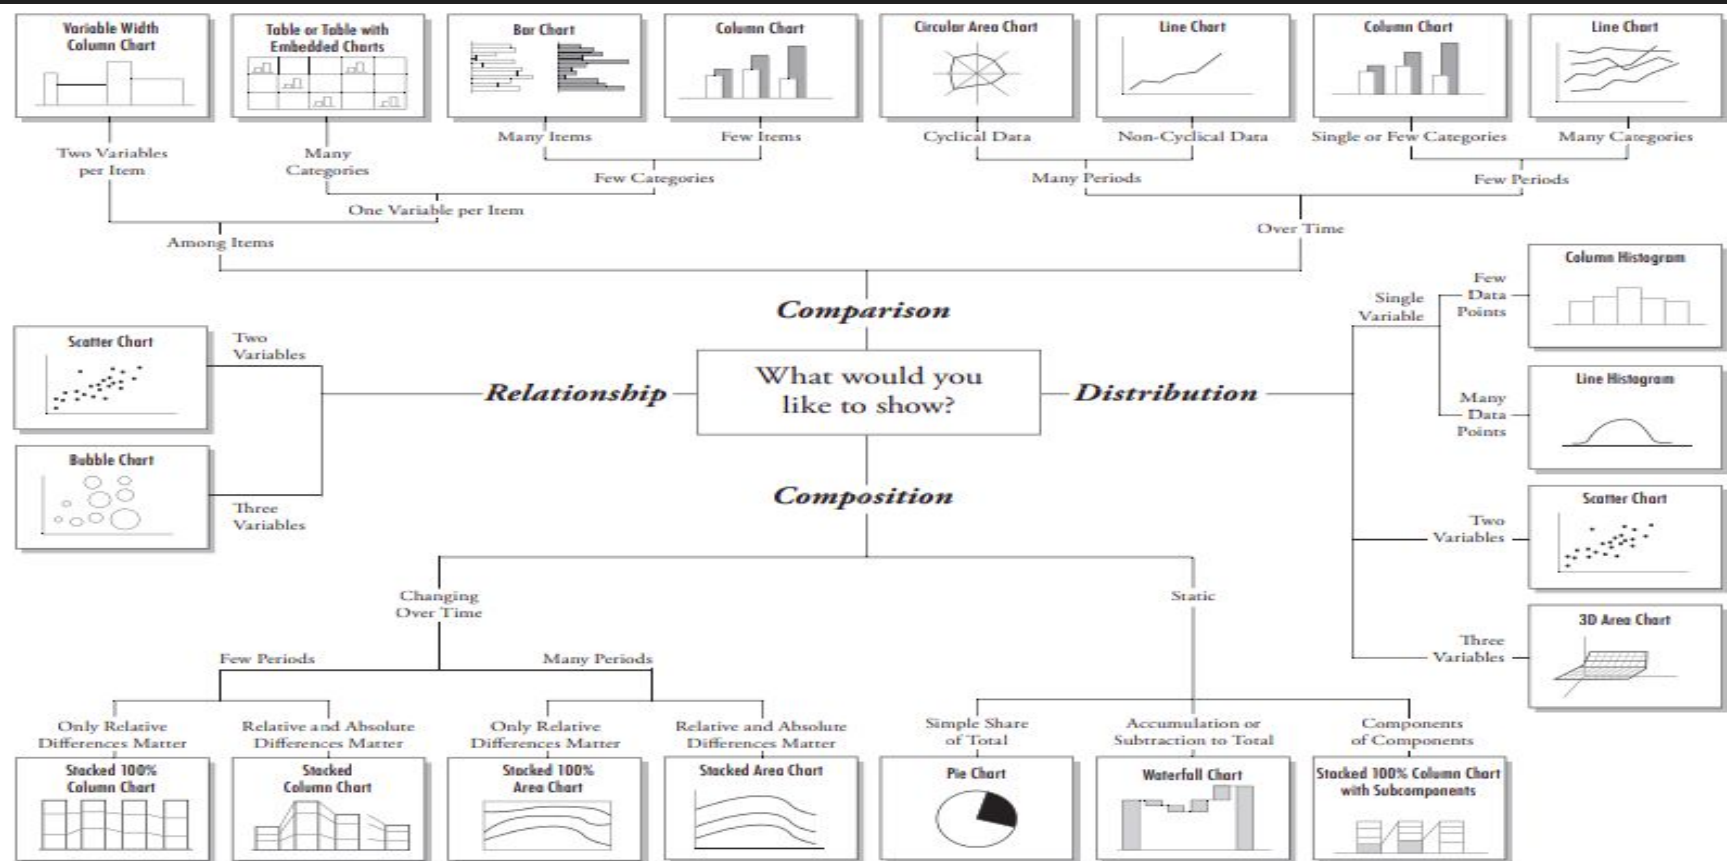 Variable Width
Column Chart
Table or Table with
Embedded Charts
Bar Chart
Column Chart
Circular Area Chart
Line Chart
Column Chart
Line Chart
Two Variables
per Item
Many
Categories
Many Items
Few Items
Cyclical Data
Non-Cyclical Data
Single or Few Categories
Many Categories
Few Categories
Many Periods
Few Periods
One Variable per Item
Among Items
Over Time
Comparison
Relationship
What would you
like to show?
Distribution
Composition
Scatter Chart
Two
Variables
Bubble Chart
Three
Variables
Single
Variable
Few
Data
Points
Column Histogram
Many
Data
Points
Line Histogram
Two
Variables
Scatter Chart
Three
Variables
3D Area Chart
Changing
Over Time
Static
Few Periods
Many Periods
Only Relative
Differences Matter
Relative and Absolute
Differences Matter
Only Relative
Differences Matter
Relative and Absolute
Differences Matter
Simple Share
of Total
Accumulation or
Subtraction to Total
Components
of Components
Stacked 100%
Column Chart
Stacked
Column Chart
Stacked 100%
Area Chart
Stacked Area Chart
Pie Chart
Waterfall Chart
Stacked 100% Column Chart
with Subcomponents